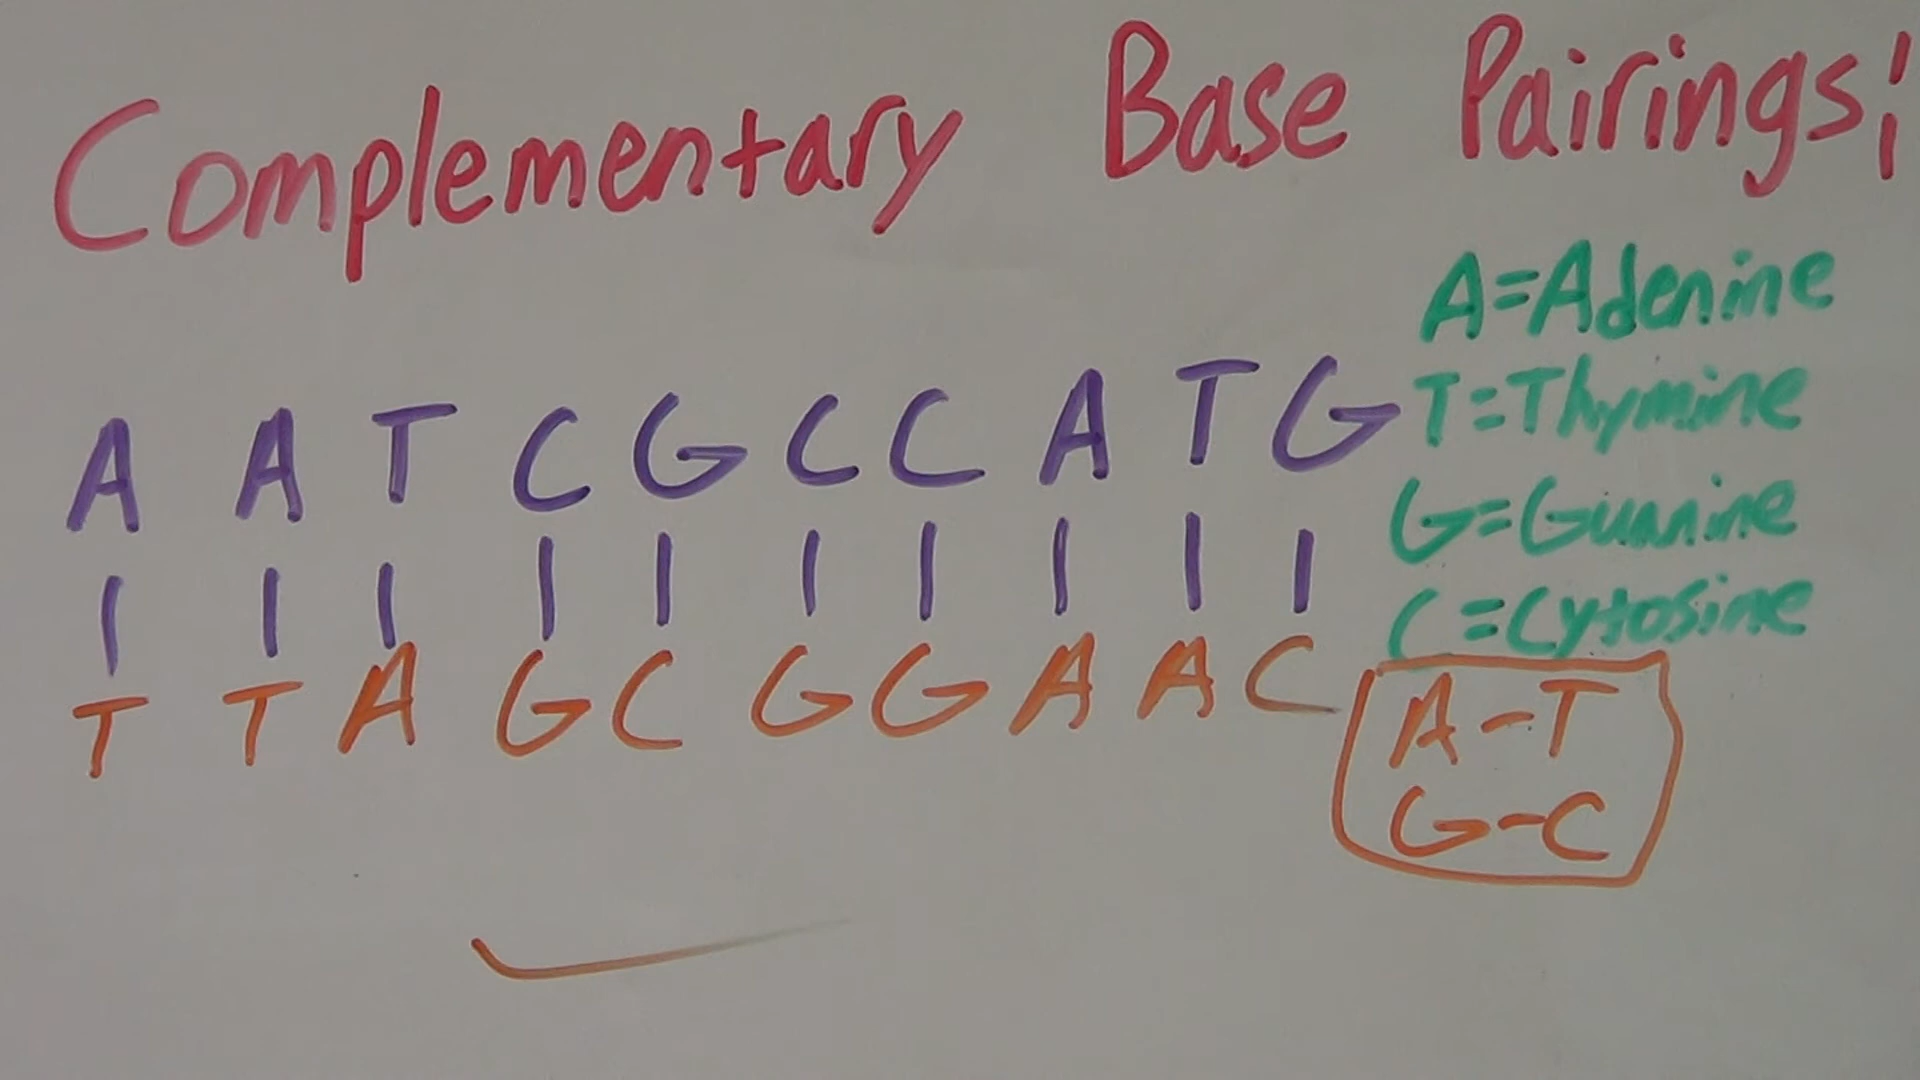 Complementary Base Pairings!
A=Adenine
T=Thymine
G=Guanine
C=Cytosine
A A T C G C C A T G
T T A G C G G A A C
A-T
G-C